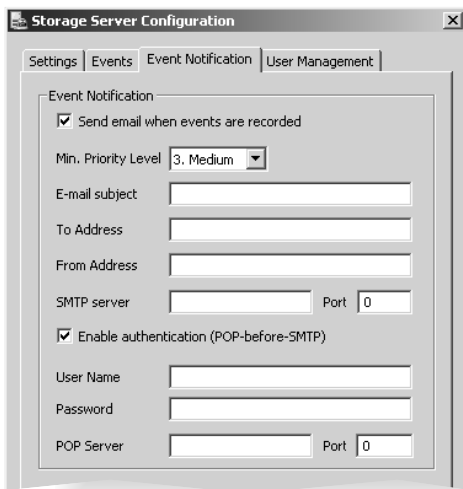 Storage Server Configuration
Settings Events Event Notification User Management
Event Notification
Send email when events are recorded
Min. Priority Level 3. Medium
E-mail subject
To Address
From Address
SMTP server Port 0
Enable authentication (POP-before-SMTP)
User Name
Password
POP Server Port 0